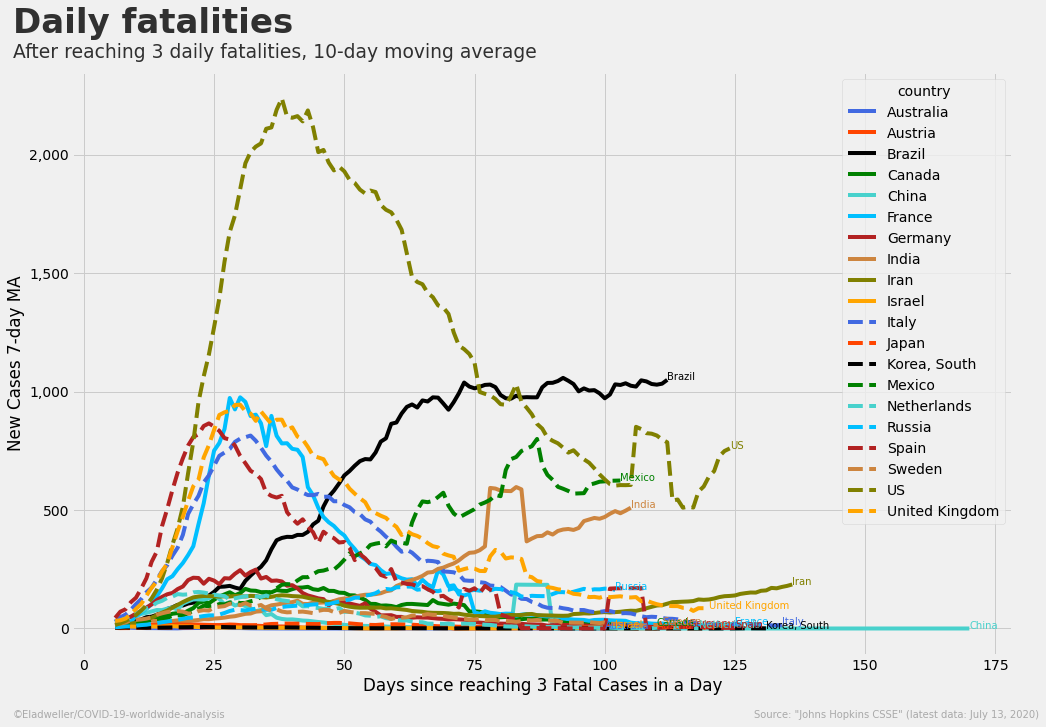 Daily fatalities
After reaching 3 daily fatalities, 10-day moving average
New Cases 7-day MA
2,000
1,500
1,000
500
0
0
25
50
75
100
125
150
175
Days since reaching 3 Fatal Cases in a Day
country
Australia
Austria
Brazil
Canada
China
France
Germany
India
Iran
Israel
Italy
Japan
Korea, South
Mexico
Netherlands
Russia
Spain
Sweden
US
United Kingdom
Brazil
US
Mexico
India
Russia
Iran
United Kingdom
France
Italy
Korea, South
China
©Eladweller/COVID-19-worldwide-analysis
Source: "Johns Hopkins CSSE" (latest data: July 13, 2020)